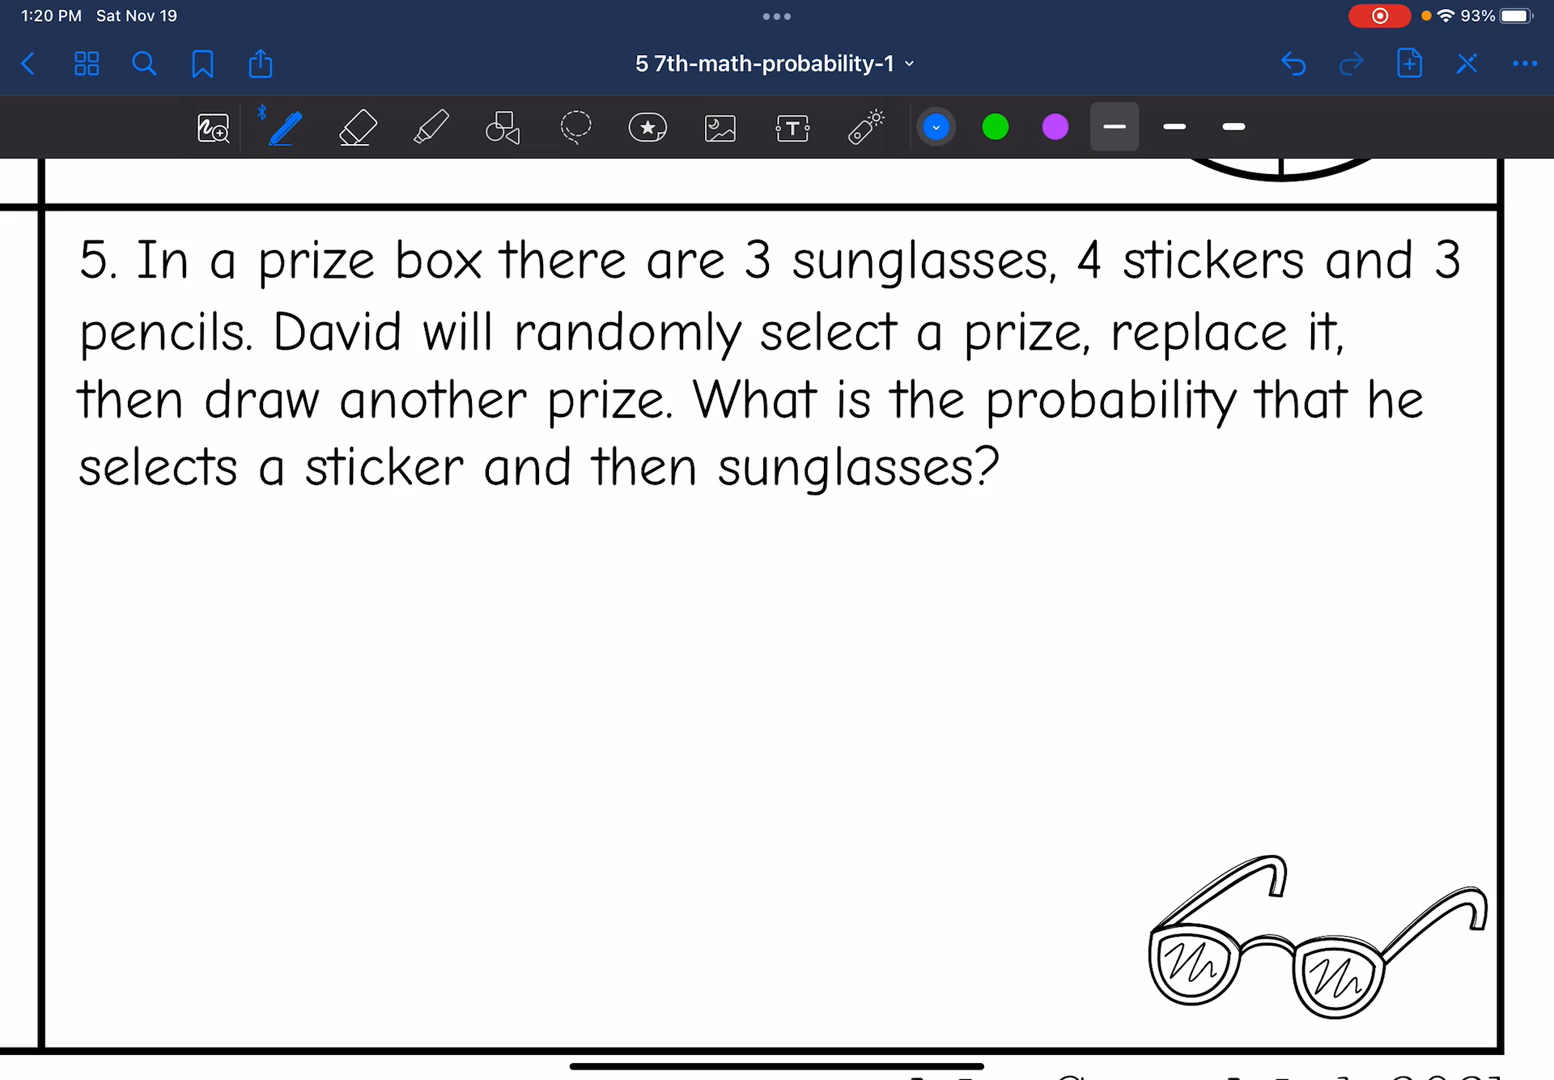 1:20 PM Sat Nov 19
93%
5 7th-math-probability-1
T
5. In a prize box there are 3 sunglasses, 4 stickers and 3
pencils. David will randomly select a prize, replace it,
then draw another prize. What is the probability that he
selects a sticker and then sunglasses?